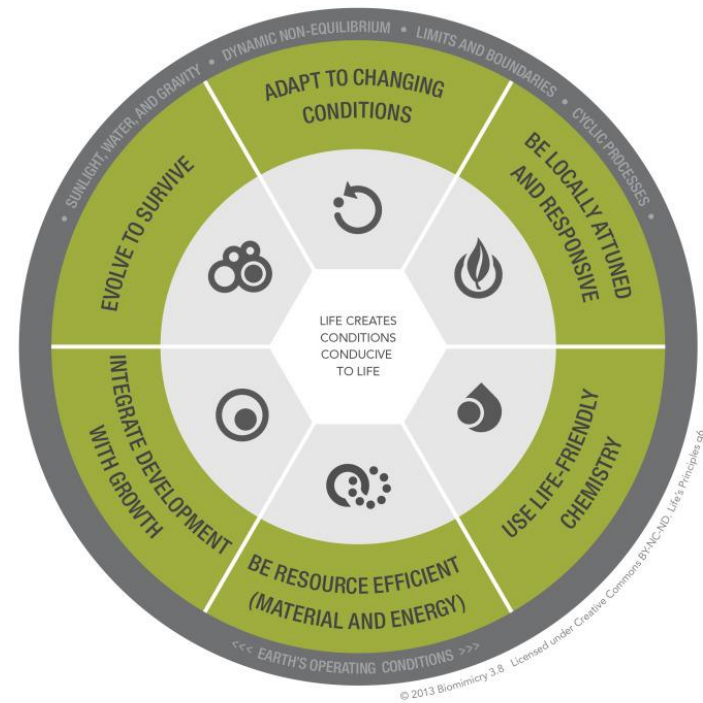 • SUNLIGHT, WATER, AND GRAVITY • DYNAMIC NON-EQUILIBRIUM • LIMITS AND BOUNDARIES • CYCLIC PROCESSES •
ADAPT TO CHANGING
CONDITIONS
BE LOCALLY ATTUNED
AND RESPONSIVE
USE LIFE-FRIENDLY
CHEMISTRY
BE RESOURCE EFFICIENT
(MATERIAL AND ENERGY)
INTEGRATE DEVELOPMENT
WITH GROWTH
EVOLVE TO SURVIVE
LIFE CREATES
CONDITIONS
CONDUCIVE
TO LIFE
<<< EARTH'S OPERATING CONDITIONS >>>
© 2013 Biomimicry 3.8 Licensed under Creative Commons BY-NC-ND. Life's Principles g6